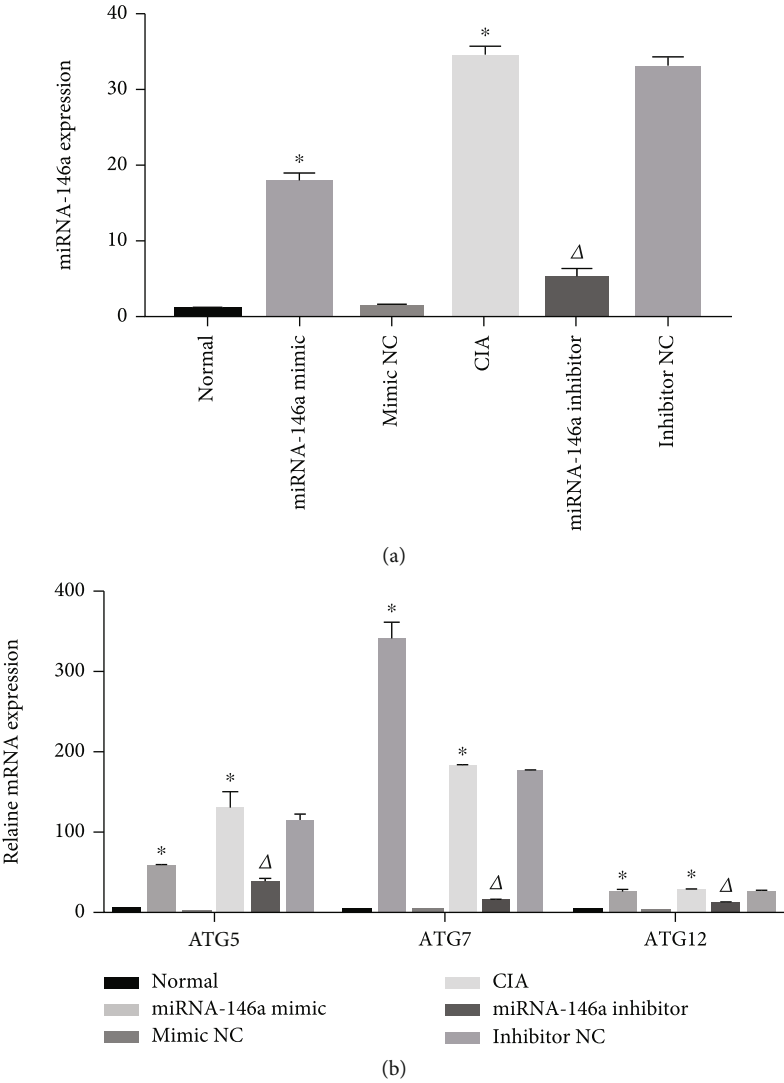 miRNA-146a expression
40
30
20
10
0
*
*
Δ
Normal
miRNA-146a mimic
Mimic NC
CIA
miRNA-146a inhibitor
Inhibitor NC
(a)
Relaine mRNA expression
400
300
200
100
0
*
*
Δ
*
*
Δ
*
*
Δ
ATG5
ATG7
ATG12
Normal
miRNA-146a mimic
Mimic NC
CIA
miRNA-146a inhibitor
Inhibitor NC
(b)